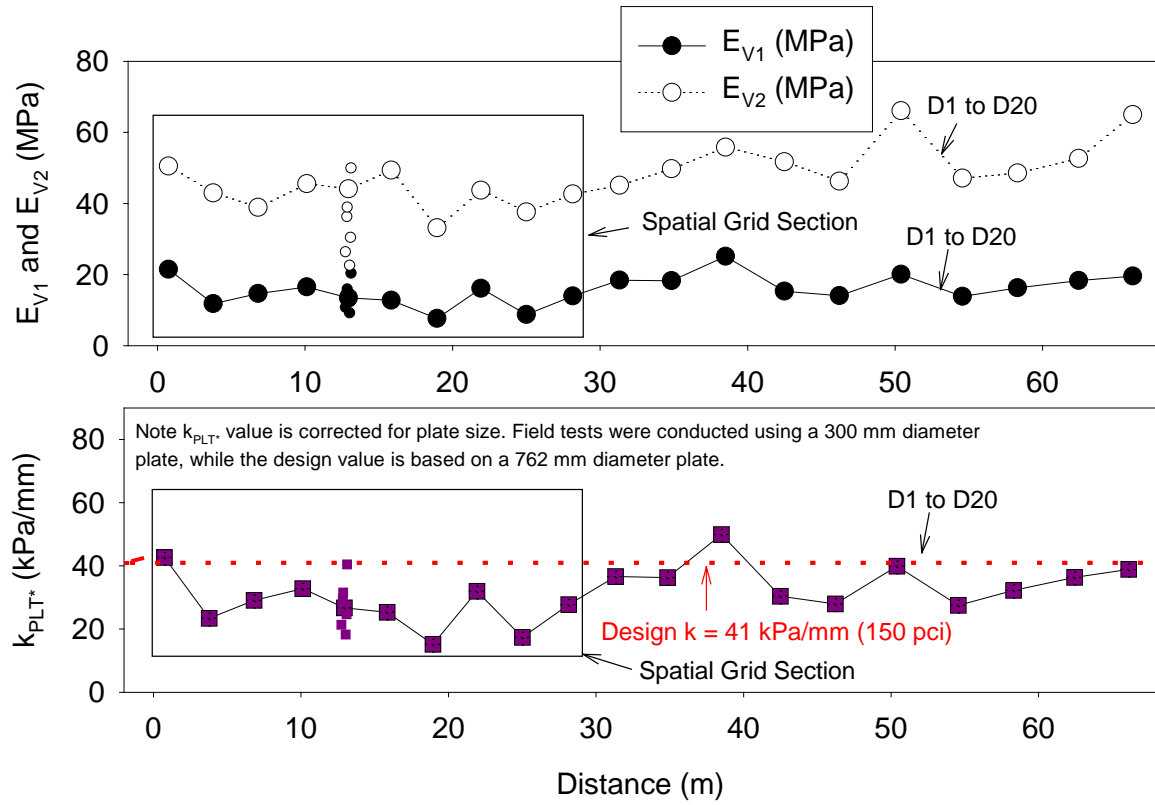 E_V1 (MPa)
E_V2 (MPa)
80
60
40
20
0
E_V1 and E_V2 (MPa)
D1 to D20
Spatial Grid Section
D1 to D20
0 10 20 30 40 50 60
80
60
40
20
0
k_PLT* (kPa/mm)
Note k_PLT* value is corrected for plate size. Field tests were conducted using a 300 mm diameter
plate, while the design value is based on a 762 mm diameter plate.
D1 to D20
Design k = 41 kPa/mm (150 pci)
Spatial Grid Section
0 10 20 30 40 50 60
Distance (m)